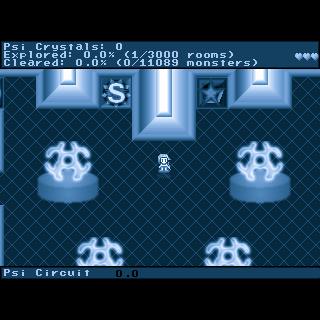 Psi Crystals: 0
Explored: 0.0% (1/3000 rooms)
Cleared: 0.0% (0/11089 monsters)
S
Psi Circuit 0.0